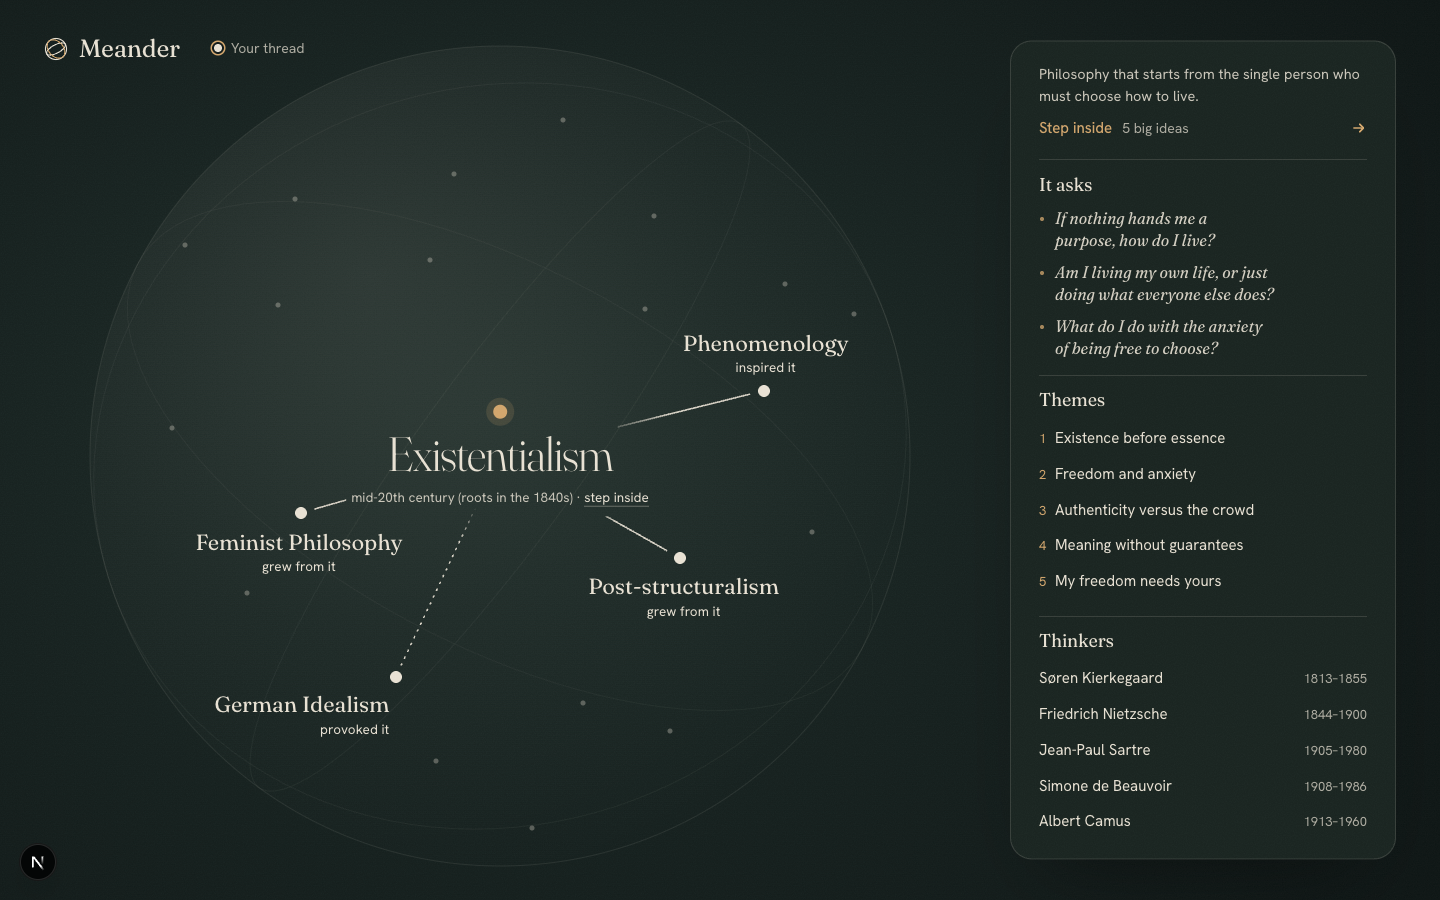 Meander
Your thread
Phenomenology
inspired it
Existentialism
mid-20th century (roots in the 1840s) · step inside
Feminist Philosophy
grew from it
Post-structuralism
grew from it
German Idealism
provoked it
N
Philosophy that starts from the single person who
must choose how to live.
Step inside 5 big ideas →
It asks
• If nothing hands me a
purpose, how do I live?
• Am I living my own life, or just
doing what everyone else does?
• What do I do with the anxiety
of being free to choose?
Themes
1 Existence before essence
2 Freedom and anxiety
3 Authenticity versus the crowd
4 Meaning without guarantees
5 My freedom needs yours
Thinkers
Søren Kierkegaard 1813–1855
Friedrich Nietzsche 1844–1900
Jean-Paul Sartre 1905–1980
Simone de Beauvoir 1908–1986
Albert Camus 1913–1960